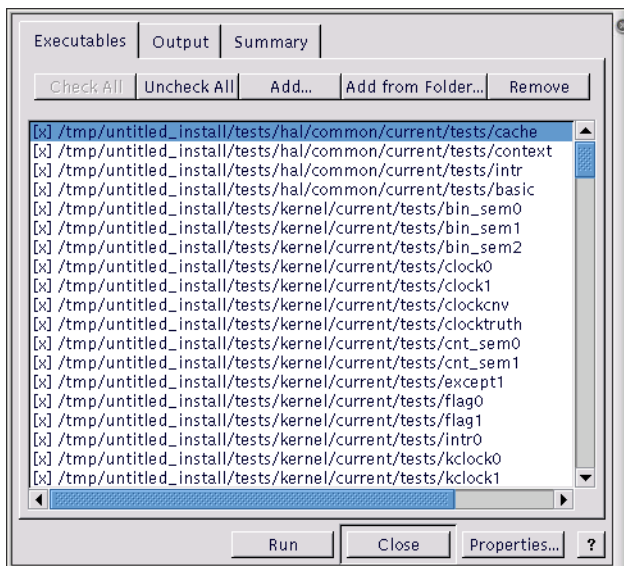 Executables Output Summary
Check All Uncheck All Add... Add from Folder... Remove
[x] /tmp/untitled_install/tests/hal/common/current/tests/cache
[x] /tmp/untitled_install/tests/hal/common/current/tests/context
[x] /tmp/untitled_install/tests/hal/common/current/tests/intr
[x] /tmp/untitled_install/tests/hal/common/current/tests/basic
[x] /tmp/untitled_install/tests/kernel/current/tests/bin_sem0
[x] /tmp/untitled_install/tests/kernel/current/tests/bin_sem1
[x] /tmp/untitled_install/tests/kernel/current/tests/bin_sem2
[x] /tmp/untitled_install/tests/kernel/current/tests/clock0
[x] /tmp/untitled_install/tests/kernel/current/tests/clock1
[x] /tmp/untitled_install/tests/kernel/current/tests/clockcnv
[x] /tmp/untitled_install/tests/kernel/current/tests/clocktruth
[x] /tmp/untitled_install/tests/kernel/current/tests/cnt_sem0
[x] /tmp/untitled_install/tests/kernel/current/tests/cnt_sem1
[x] /tmp/untitled_install/tests/kernel/current/tests/except1
[x] /tmp/untitled_install/tests/kernel/current/tests/flag0
[x] /tmp/untitled_install/tests/kernel/current/tests/flag1
[x] /tmp/untitled_install/tests/kernel/current/tests/intr0
[x] /tmp/untitled_install/tests/kernel/current/tests/kclock0
[x] /tmp/untitled_install/tests/kernel/current/tests/kclock1
Run Close Properties... ?